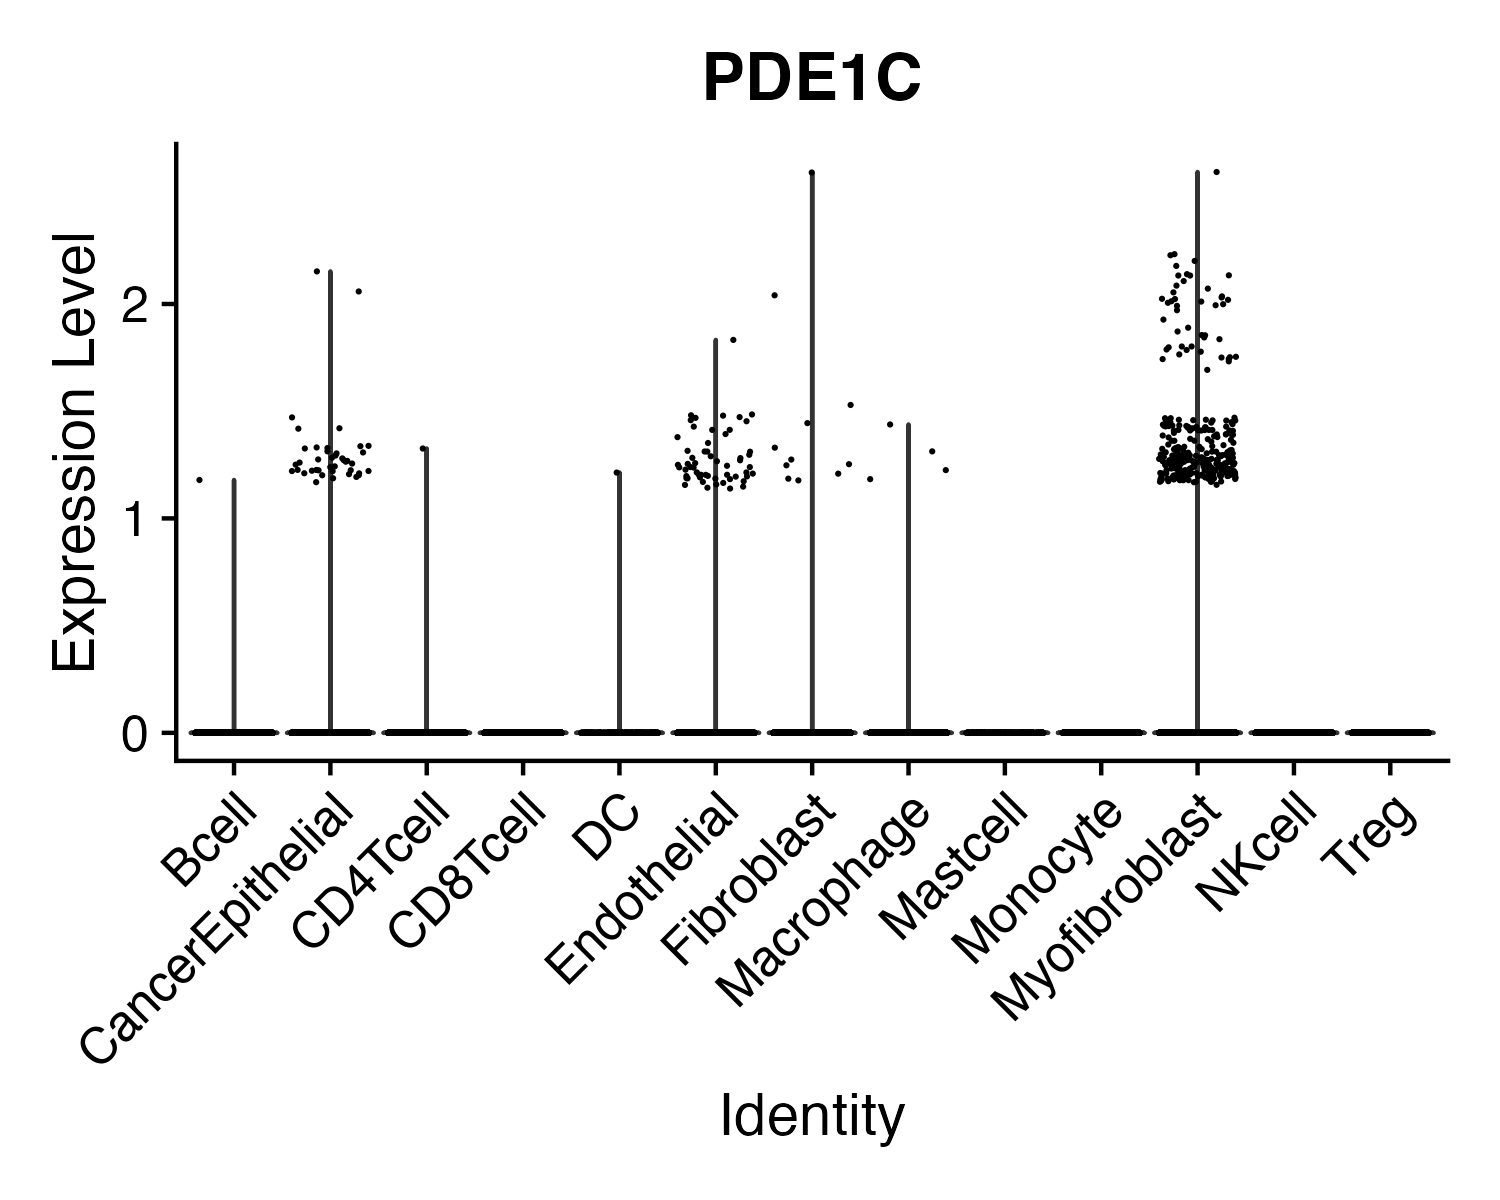 PDE1C
Expression Level
2
1
0
Bcell
CancerEpithelial
CD4Tcell
CD8Tcell
DC
Endothelial
Fibroblast
Macrophage
Mastcell
Monocyte
Myofibroblast
NKcell
Treg
Identity